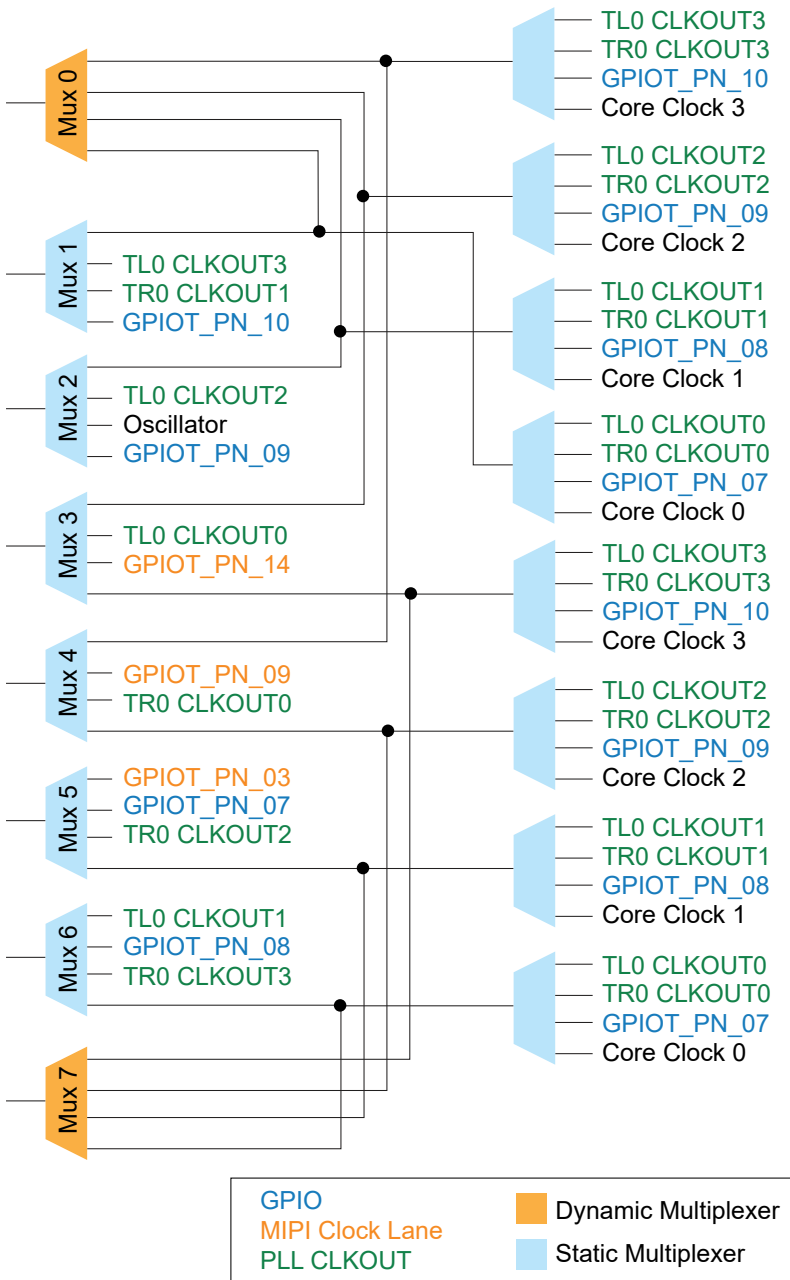 Mux 0
Mux 1
TL0 CLKOUT3
TR0 CLKOUT1
GPIOT_PN_10
Mux 2
TL0 CLKOUT2
Oscillator
GPIOT_PN_09
Mux 3
TL0 CLKOUT0
GPIOT_PN_14
Mux 4
GPIOT_PN_09
TR0 CLKOUT0
Mux 5
GPIOT_PN_03
GPIOT_PN_07
TR0 CLKOUT2
Mux 6
TL0 CLKOUT1
GPIOT_PN_08
TR0 CLKOUT3
Mux 7
TL0 CLKOUT3
TR0 CLKOUT3
GPIOT_PN_10
Core Clock 3
TL0 CLKOUT2
TR0 CLKOUT2
GPIOT_PN_09
Core Clock 2
TL0 CLKOUT1
TR0 CLKOUT1
GPIOT_PN_08
Core Clock 1
TL0 CLKOUT0
TR0 CLKOUT0
GPIOT_PN_07
Core Clock 0
TL0 CLKOUT3
TR0 CLKOUT3
GPIOT_PN_10
Core Clock 3
TL0 CLKOUT2
TR0 CLKOUT2
GPIOT_PN_09
Core Clock 2
TL0 CLKOUT1
TR0 CLKOUT1
GPIOT_PN_08
Core Clock 1
TL0 CLKOUT0
TR0 CLKOUT0
GPIOT_PN_07
Core Clock 0
GPIO
MIPI Clock Lane
PLL CLKOUT
Dynamic Multiplexer
Static Multiplexer